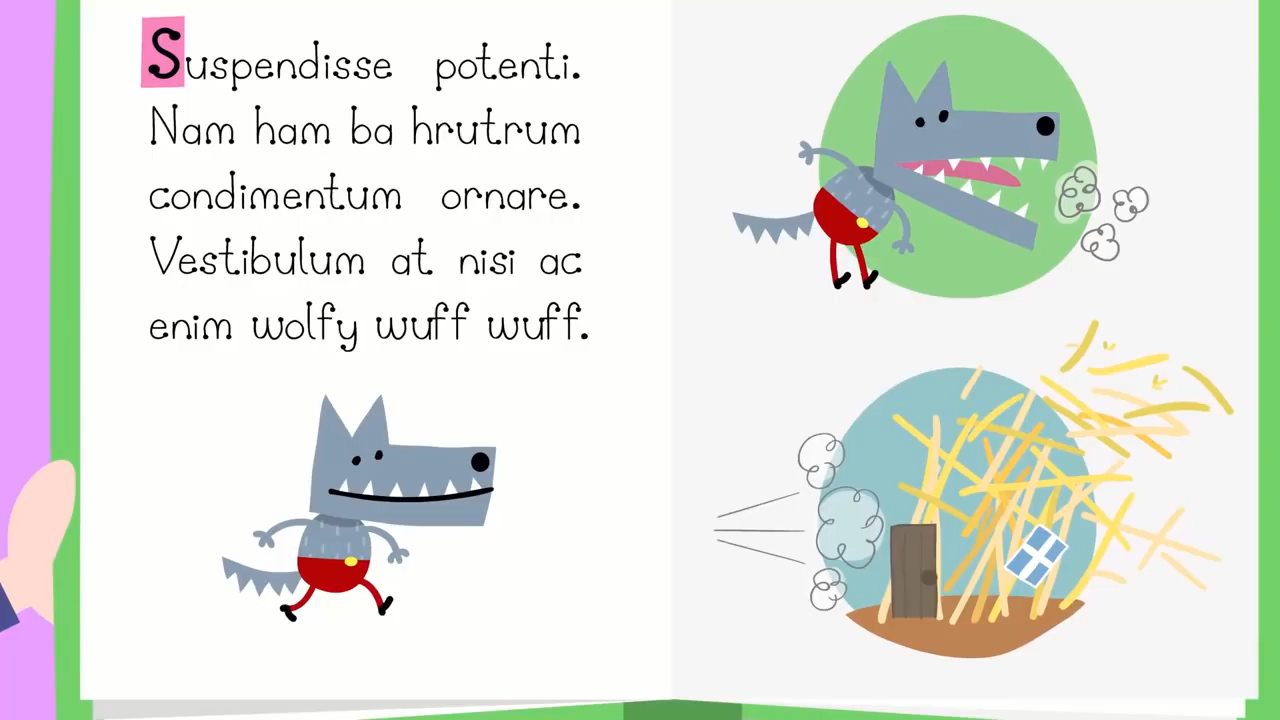 Suspendisse potenti.
Nam ham ba hrutrum
condimentum ornare.
Vestibulum at nisi ac
enim wolfy wuff wuff.